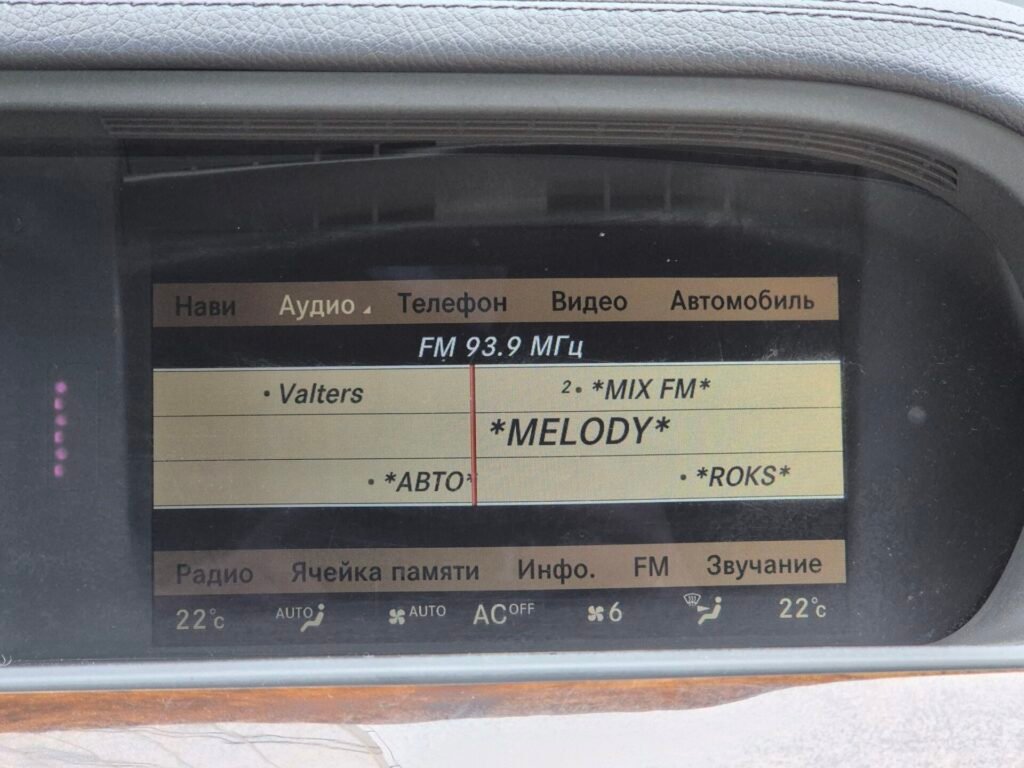 Нави Аудио Телефон Видео Автомобиль
FM 93.9 МГц
• Valters 2• *MIX FM*
*MELODY*
• *АВТО* • *ROKS*
Радио Ячейка памяти Инфо. FM Звучание
22°C AUTO AUTO AC OFF 6 22°C